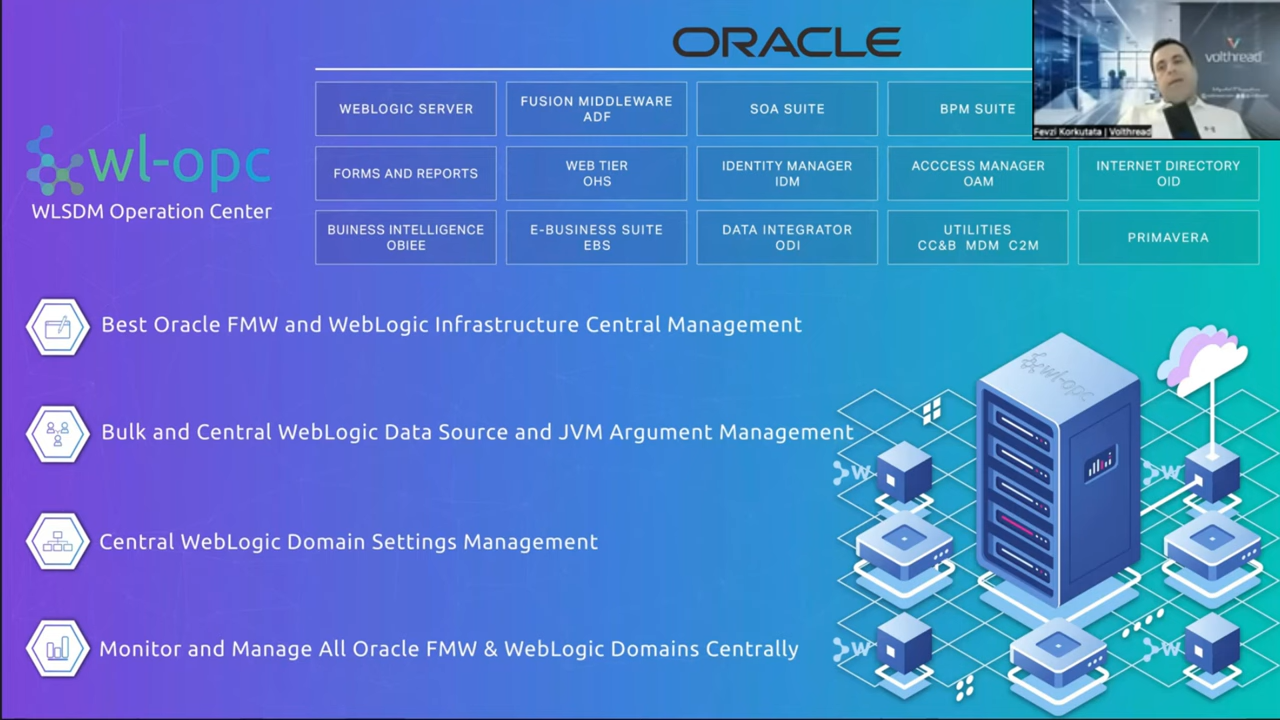 ORACLE
volthread
Fevzi Korkutata | Volthread
WEBLOGIC SERVER
FUSION MIDDLEWARE
ADF
SOA SUITE
BPM SUITE
wl-opc
WLSDM Operation Center
FORMS AND REPORTS
WEB TIER
OHS
IDENTITY MANAGER
IDM
ACCCESS MANAGER
OAM
INTERNET DIRECTORY
OID
BUINESS INTELLIGENCE
OBIEE
E-BUSINESS SUITE
EBS
DATA INTEGRATOR
ODI
UTILITIES
CC&B MDM C2M
PRIMAVERA
Best Oracle FMW and WebLogic Infrastructure Central Management
Bulk and Central WebLogic Data Source and JVM Argument Management
Central WebLogic Domain Settings Management
Monitor and Manage All Oracle FMW & WebLogic Domains Centrally
wl-opc
W
W
W
W